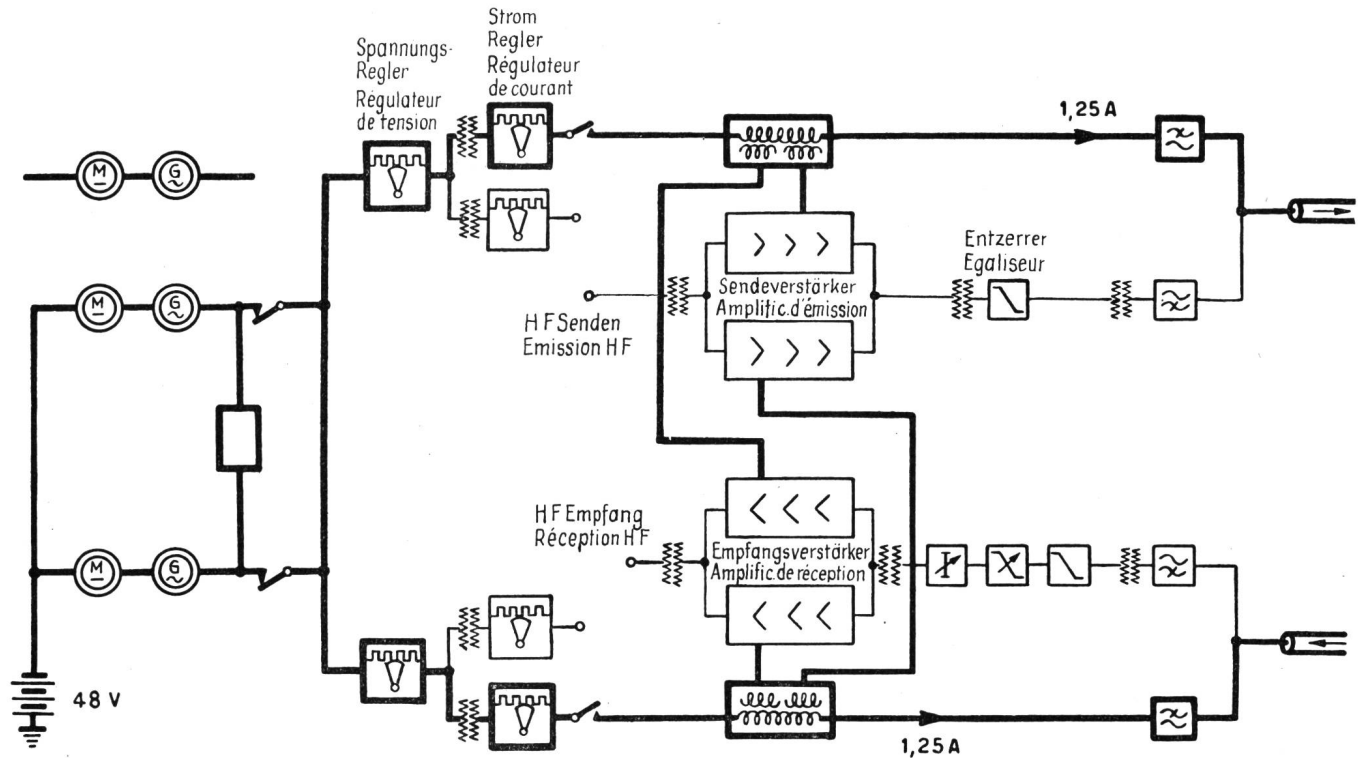 Strom
Regler
Régulateur
de courant
Spannungs-
Regler
Régulateur
de tension
1,25 A
M
G
Entzerrer
Egaliseur
Sendeverstärker
Amplific. d'émission
H F Senden
Emission H F
M
G
H F Empfang
Réception H F
Empfangsverstärker
Amplific. de réception
M
G
48 V
1,25 A